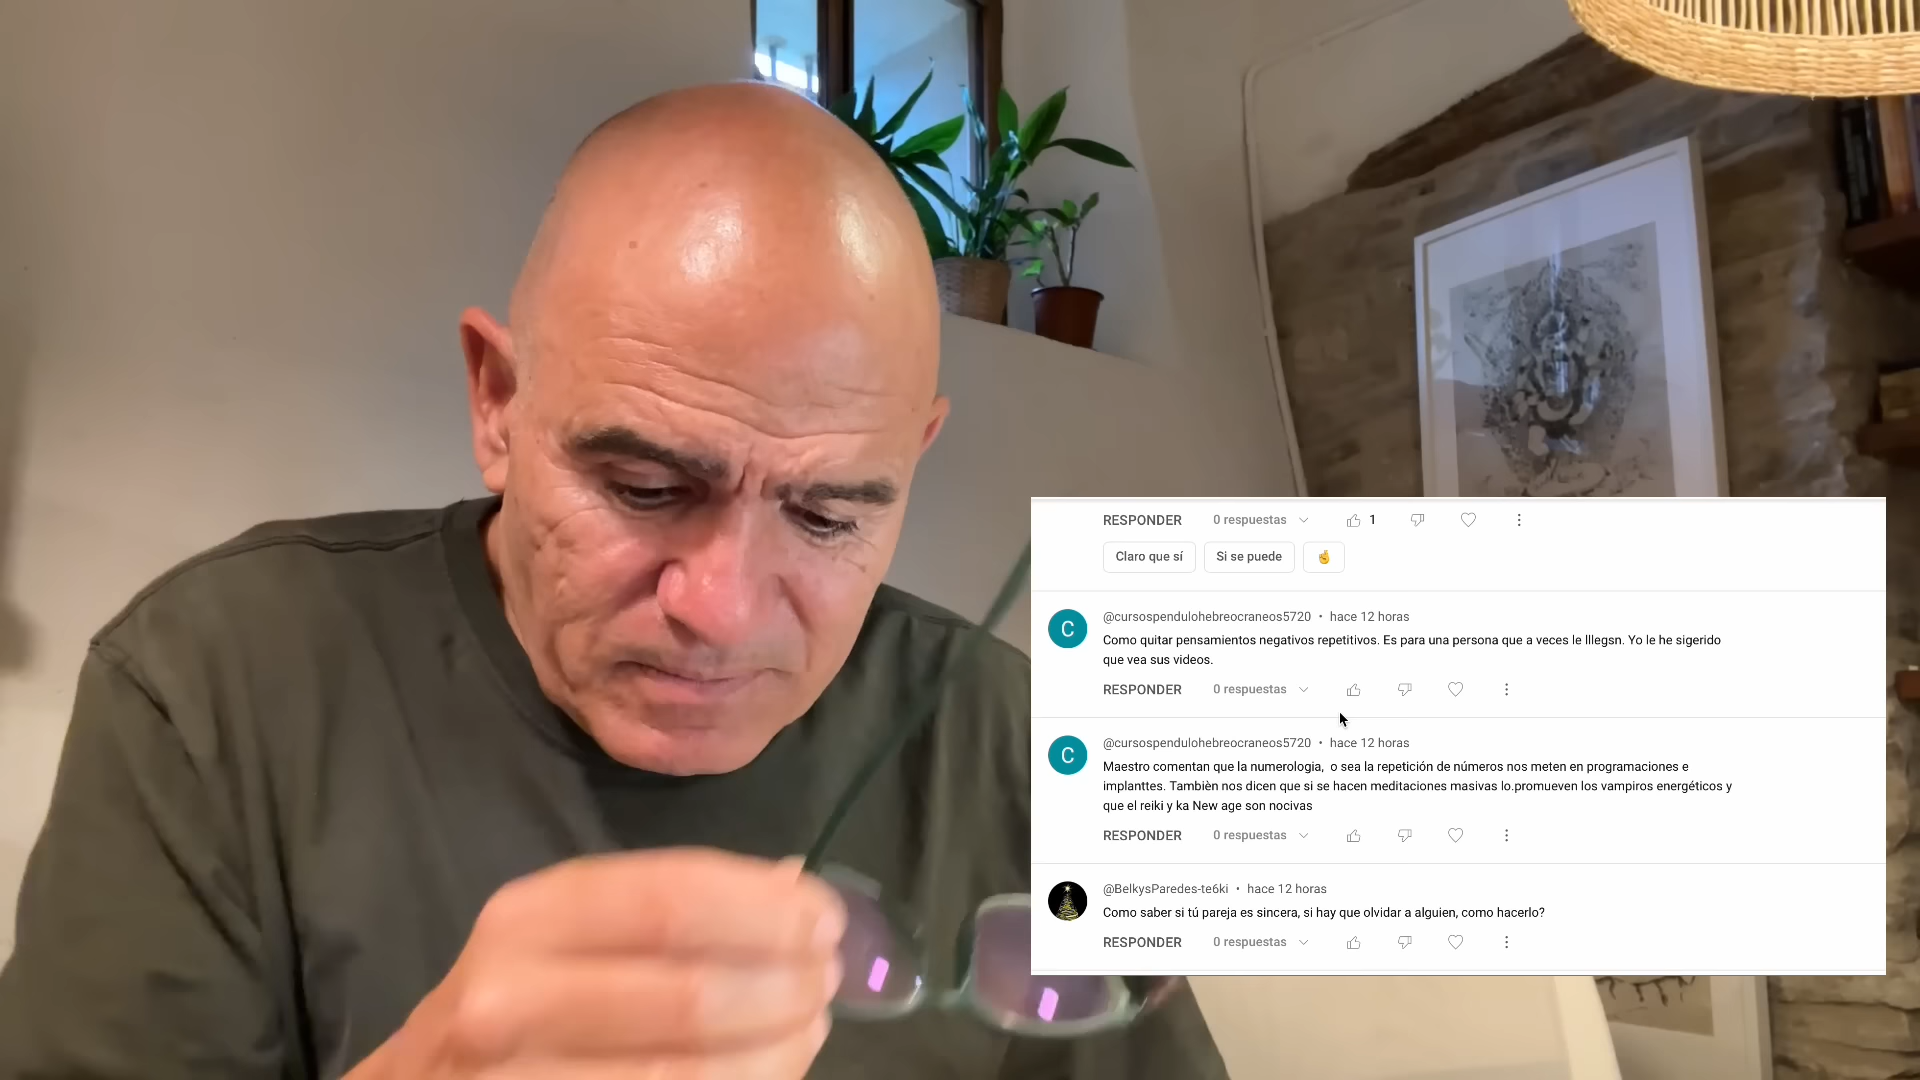 RESPONDER 0 respuestas 1
Claro que sí Si se puede
@cursospendulohebreocraneos5720 • hace 12 horas
Como quitar pensamientos negativos repetitivos. Es para una persona que a veces le lllegsn. Yo le he sigerido
que vea sus videos.
RESPONDER 0 respuestas
C
@cursospendulohebreocraneos5720 • hace 12 horas
Maestro comentan que la numerologia, o sea la repetición de números nos meten en programaciones e
implanttes. Tambièn nos dicen que si se hacen meditaciones masivas lo.promueven los vampiros energéticos y
que el reiki y ka New age son nocivas
RESPONDER 0 respuestas
C
@BelkysParedes-te6ki • hace 12 horas
Como saber si tú pareja es sincera, si hay que olvidar a alguien, como hacerlo?
RESPONDER 0 respuestas